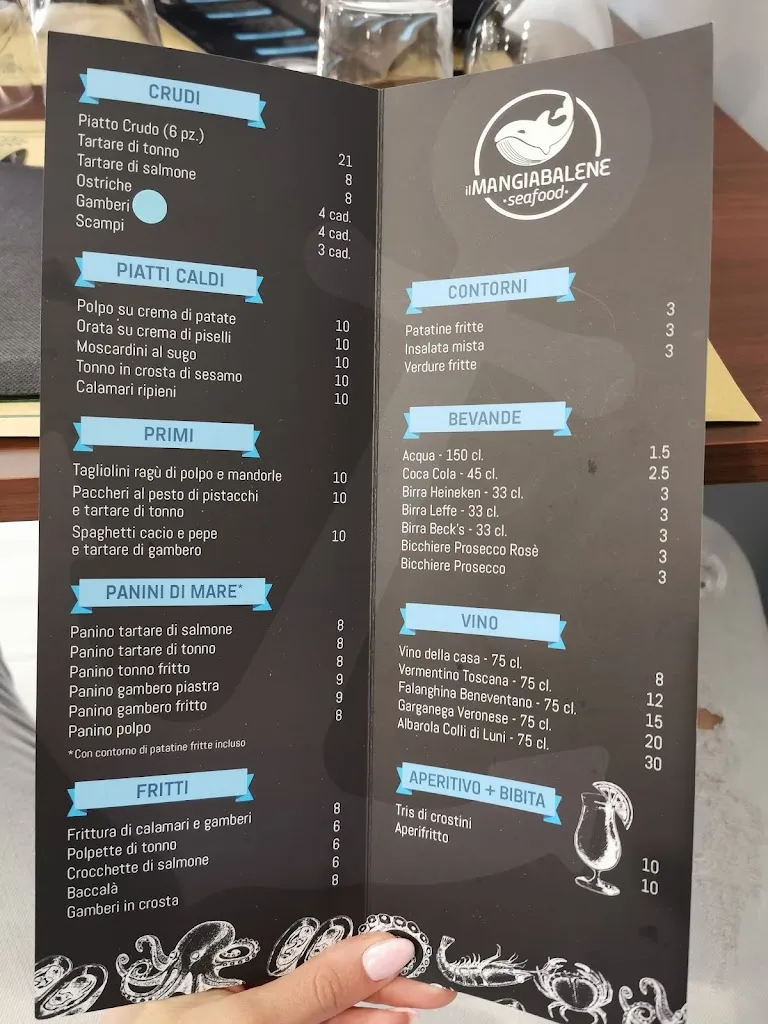 CRUDI
Piatto Crudo (6 pz.) 21
Tartare di tonno 8
Tartare di salmone 8
Ostriche 4 cad.
Gamberi 4 cad.
Scampi 3 cad.
PIATTI CALDI
Polpo su crema di patate 10
Orata su crema di piselli 10
Moscardini al sugo 10
Tonno in crosta di sesamo 10
Calamari ripieni 10
PRIMI
Tagliolini ragù di polpo e mandorle 10
Paccheri al pesto di pistacchi 10
e tartare di tonno
Spaghetti cacio e pepe 10
e tartare di gambero
PANINI DI MARE*
Panino tartare di salmone 8
Panino tartare di tonno 8
Panino tonno fritto 8
Panino gambero piastra 9
Panino gambero fritto 9
Panino polpo 8
*Con contorno di patatine fritte incluso
FRITTI
Frittura di calamari e gamberi 8
Polpette di tonno 6
Crocchette di salmone 6
Baccalà 6
Gamberi in crosta 8
il MANGIABALENE
•seafood•
CONTORNI
Patatine fritte 3
Insalata mista 3
Verdure fritte 3
BEVANDE
Acqua - 150 cl. 1.5
Coca Cola - 45 cl. 2.5
Birra Heineken - 33 cl. 3
Birra Leffe - 33 cl. 3
Birra Beck's - 33 cl. 3
Bicchiere Prosecco Rosè 3
Bicchiere Prosecco 3
VINO
Vino della casa - 75 cl. 8
Vermentino Toscana - 75 cl. 12
Falanghina Beneventano - 75 cl. 15
Garganega Veronese - 75 cl. 20
Albarola Colli di Luni - 75 cl. 30
APERITIVO + BIBITA
Tris di crostini 10
Aperifritto 10